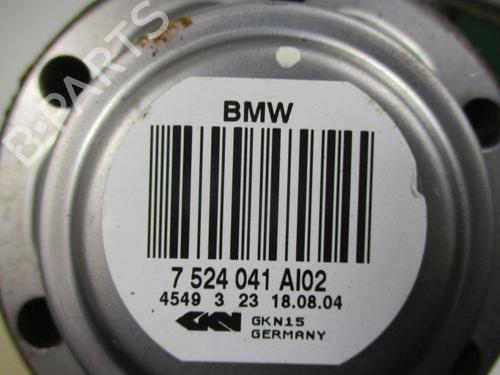 B-PARTS
BMW
7 524 041 AI02
4549 3 23 18.08.04
GKN GKN15
GERMANY